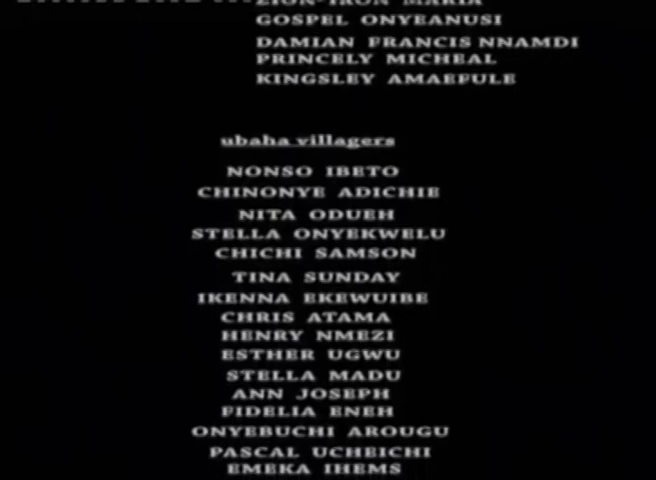 GOSPEL ONYEANUSI
DAMIAN FRANCIS NNAMDI
PRINCELY MICHEAL
KINGSLEY AMAEFULE
ubaha villagers
NONSO IBETO
CHINONYE ADICHIE
NITA ODUEH
STELLA ONYEKWELU
CHICHI SAMSON
TINA SUNDAY
IKENNA EKEWUIBE
CHRIS ATAMA
HENRY NMEZI
ESTHER UGWU
STELLA MADU
ANN JOSEPH
FIDELIA ENEH
ONYEBUCHI AROUGU
PASCAL UCHEICHI
EMEKA IHEMS